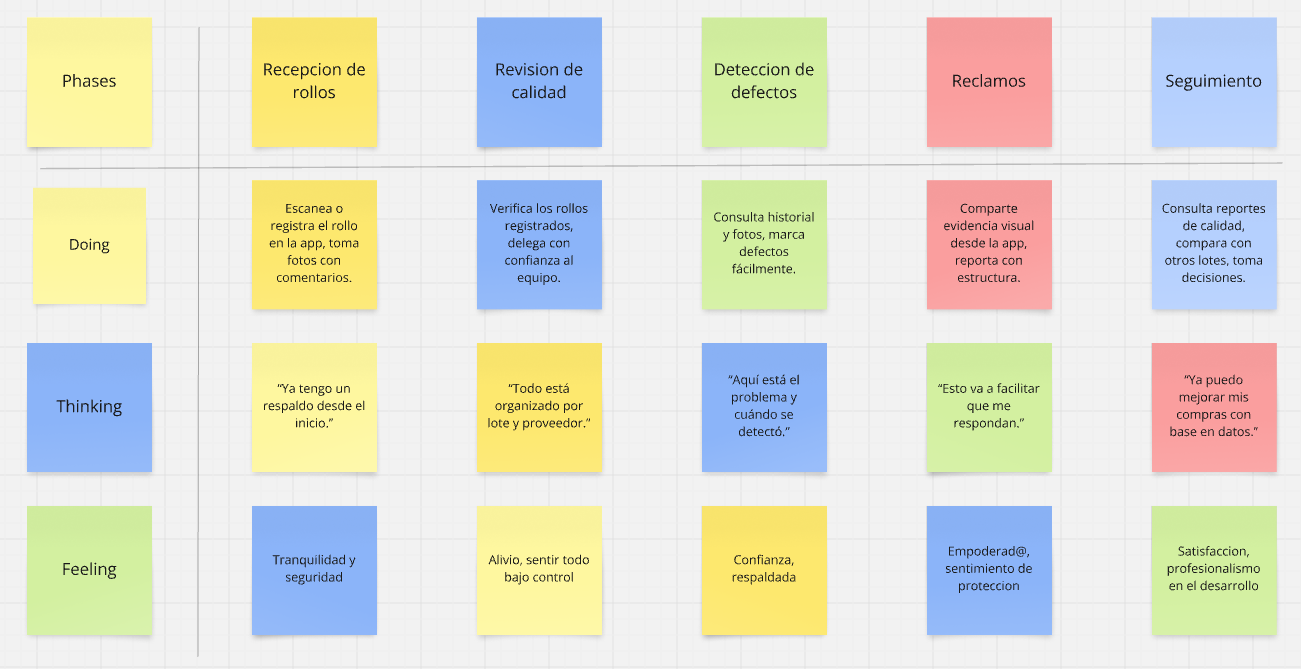 Phases
Recepcion de
rollos
Revision de
calidad
Deteccion de
defectos
Reclamos
Seguimiento
Doing
Escanea o
registra el rollo
en la app, toma
fotos con
comentarios.
Verifica los rollos
registrados,
delega con
confianza al
equipo.
Consulta historial
y fotos, marca
defectos
fácilmente.
Comparte
evidencia visual
desde la app,
reporta con
estructura.
Consulta reportes
de calidad,
compara con
otros lotes, toma
decisiones.
Thinking
“Ya tengo un
respaldo desde el
inicio.”
“Todo está
organizado por
lote y proveedor.”
“Aquí está el
problema y
cuándo se
detectó.”
“Esto va a facilitar
que me
respondan.”
“Ya puedo
mejorar mis
compras con
base en datos.”
Feeling
Tranquilidad y
seguridad
Alivio, sentir todo
bajo control
Confianza,
respaldada
Empoderad@,
sentimiento de
proteccion
Satisfaccion,
profesionalismo
en el desarrollo